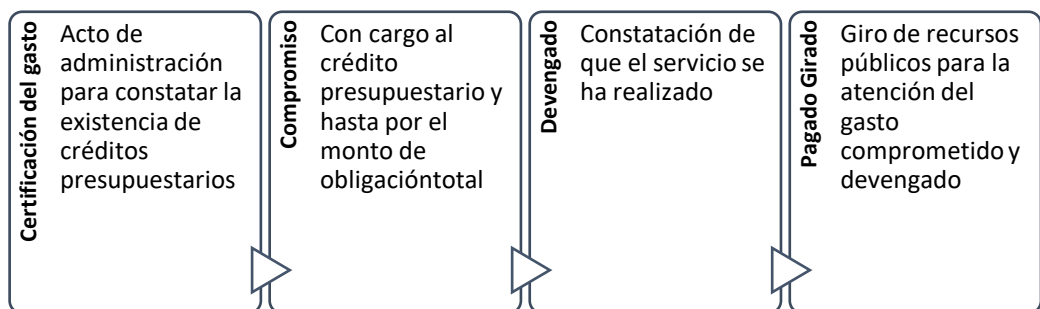 Certificación del gasto
Acto de
administración
para constatar la
existencia de
créditos
presupuestarios
Compromiso
Con cargo al
crédito
presupuestario y
hasta por el
monto de
obligacióntotal
Devengado
Constatación de
que el servicio se
ha realizado
Pagado Girado
Giro de recursos
públicos para la
atención del
gasto
comprometido y
devengado